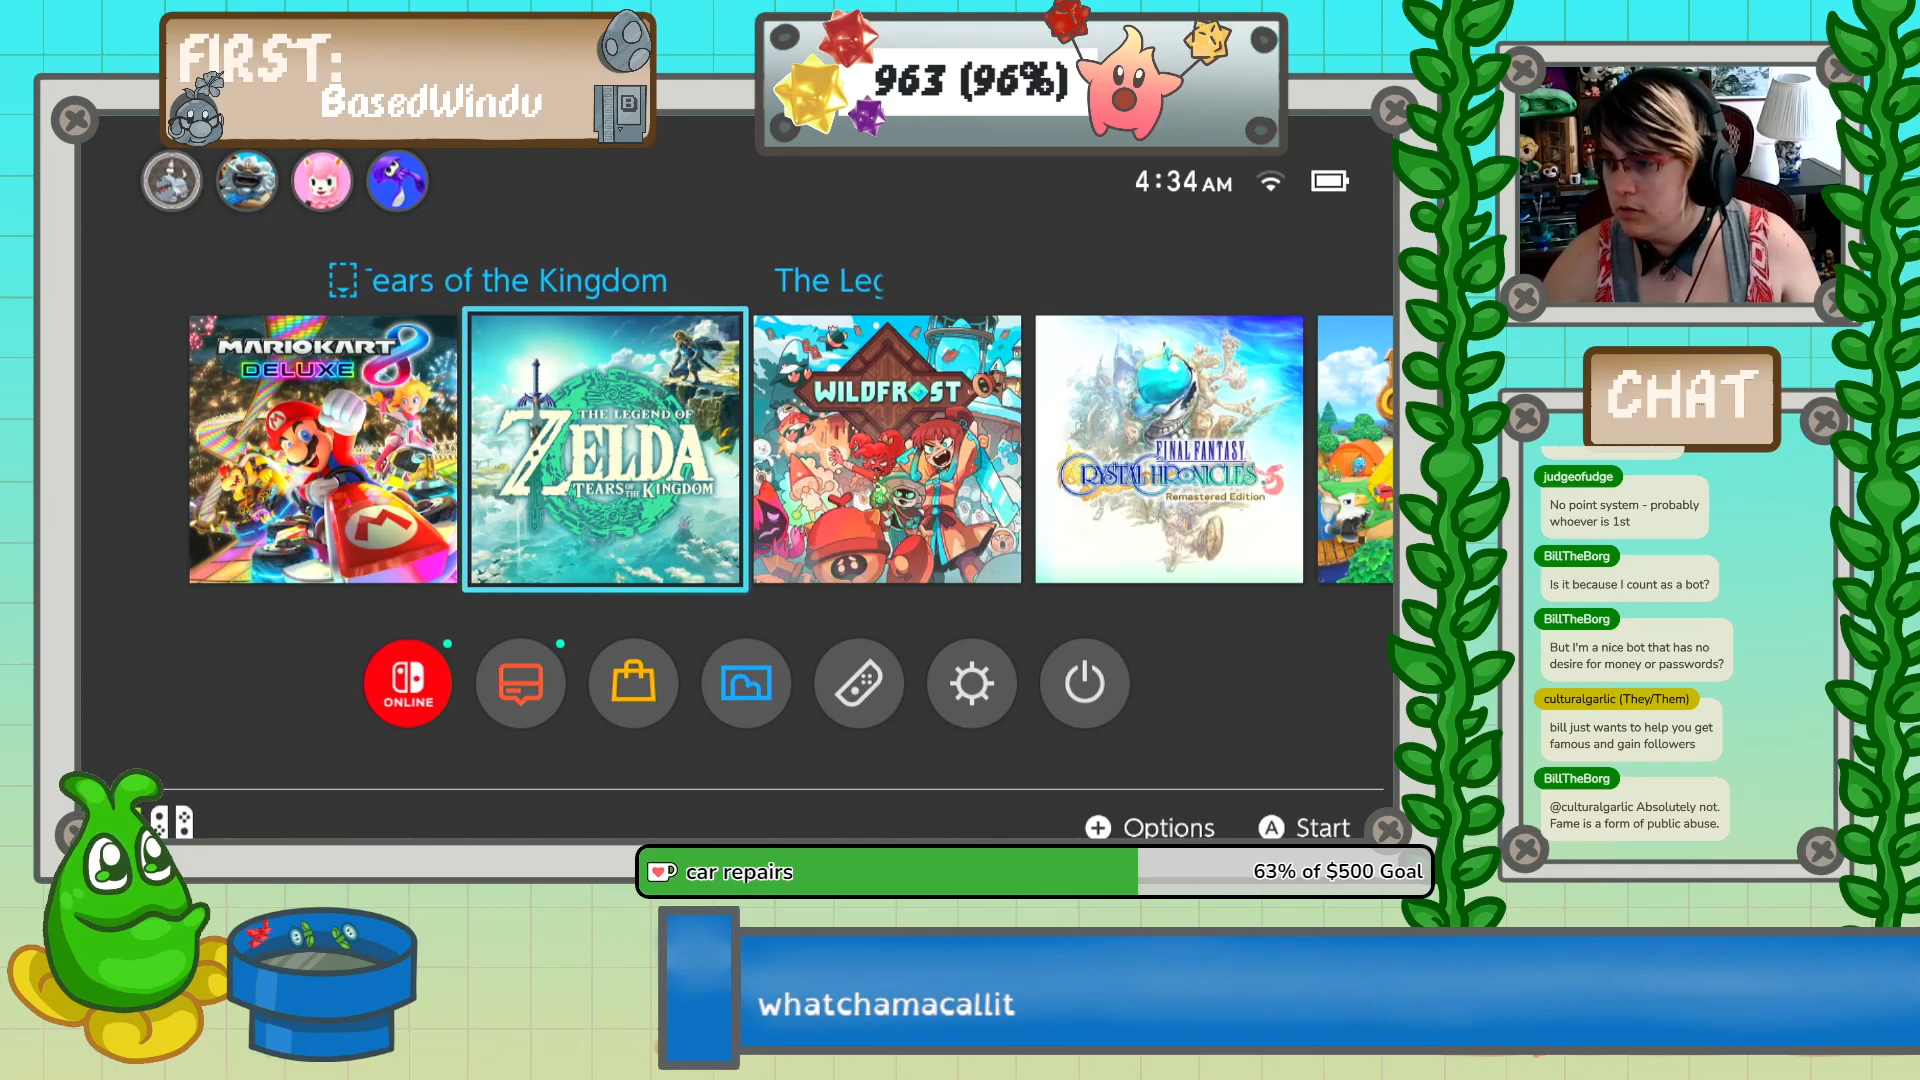 FIRST:
BasedWindu
963 (96%)
4:34 AM
Tears of the Kingdom
The Leg
MARIOKART 8
DELUXE
THE LEGEND OF
ZELDA
TEARS OF THE KINGDOM
WILDFROST
FINAL FANTASY
CRYSTAL CHRONICLES
Remastered Edition
ONLINE
Options
Start
car repairs
63% of $500 Goal
whatchamacallit
CHAT
judgeofudge
No point system - probably
whoever is 1st
BillTheBorg
Is it because I count as a bot?
BillTheBorg
But I'm a nice bot that has no
desire for money or passwords?
culturalgarlic (They/Them)
bill just wants to help you get
famous and gain followers
BillTheBorg
@culturalgarlic Absolutely not.
Fame is a form of public abuse.